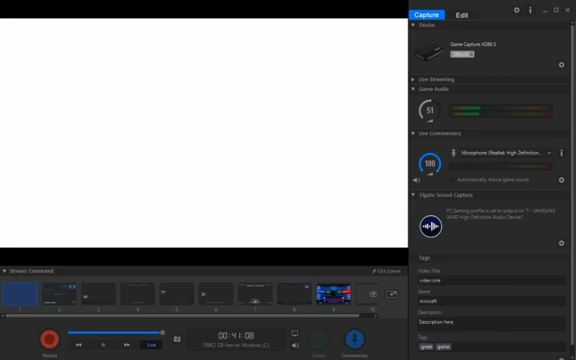 Capture Edit
Device
Game Capture HD60 S
Live Streaming
Game Audio
51
Live Commentary
Microphone (Realtek High Definition...
100
Automatically reduce game sound
Elgato Sound Capture
PC Gaming profile is set to output on "1 - SAMSUNG
(AMD High Definition Audio Device)"
Tags
Video Title
video one
Game
mincraft
Description
Description here
Tags
great game
Stream Command Edit Scenes
1 2 3 4 5 6 7 8 9 10
Live
00:41:08
GB free on Windows (C)
Record
Stream
Commentary